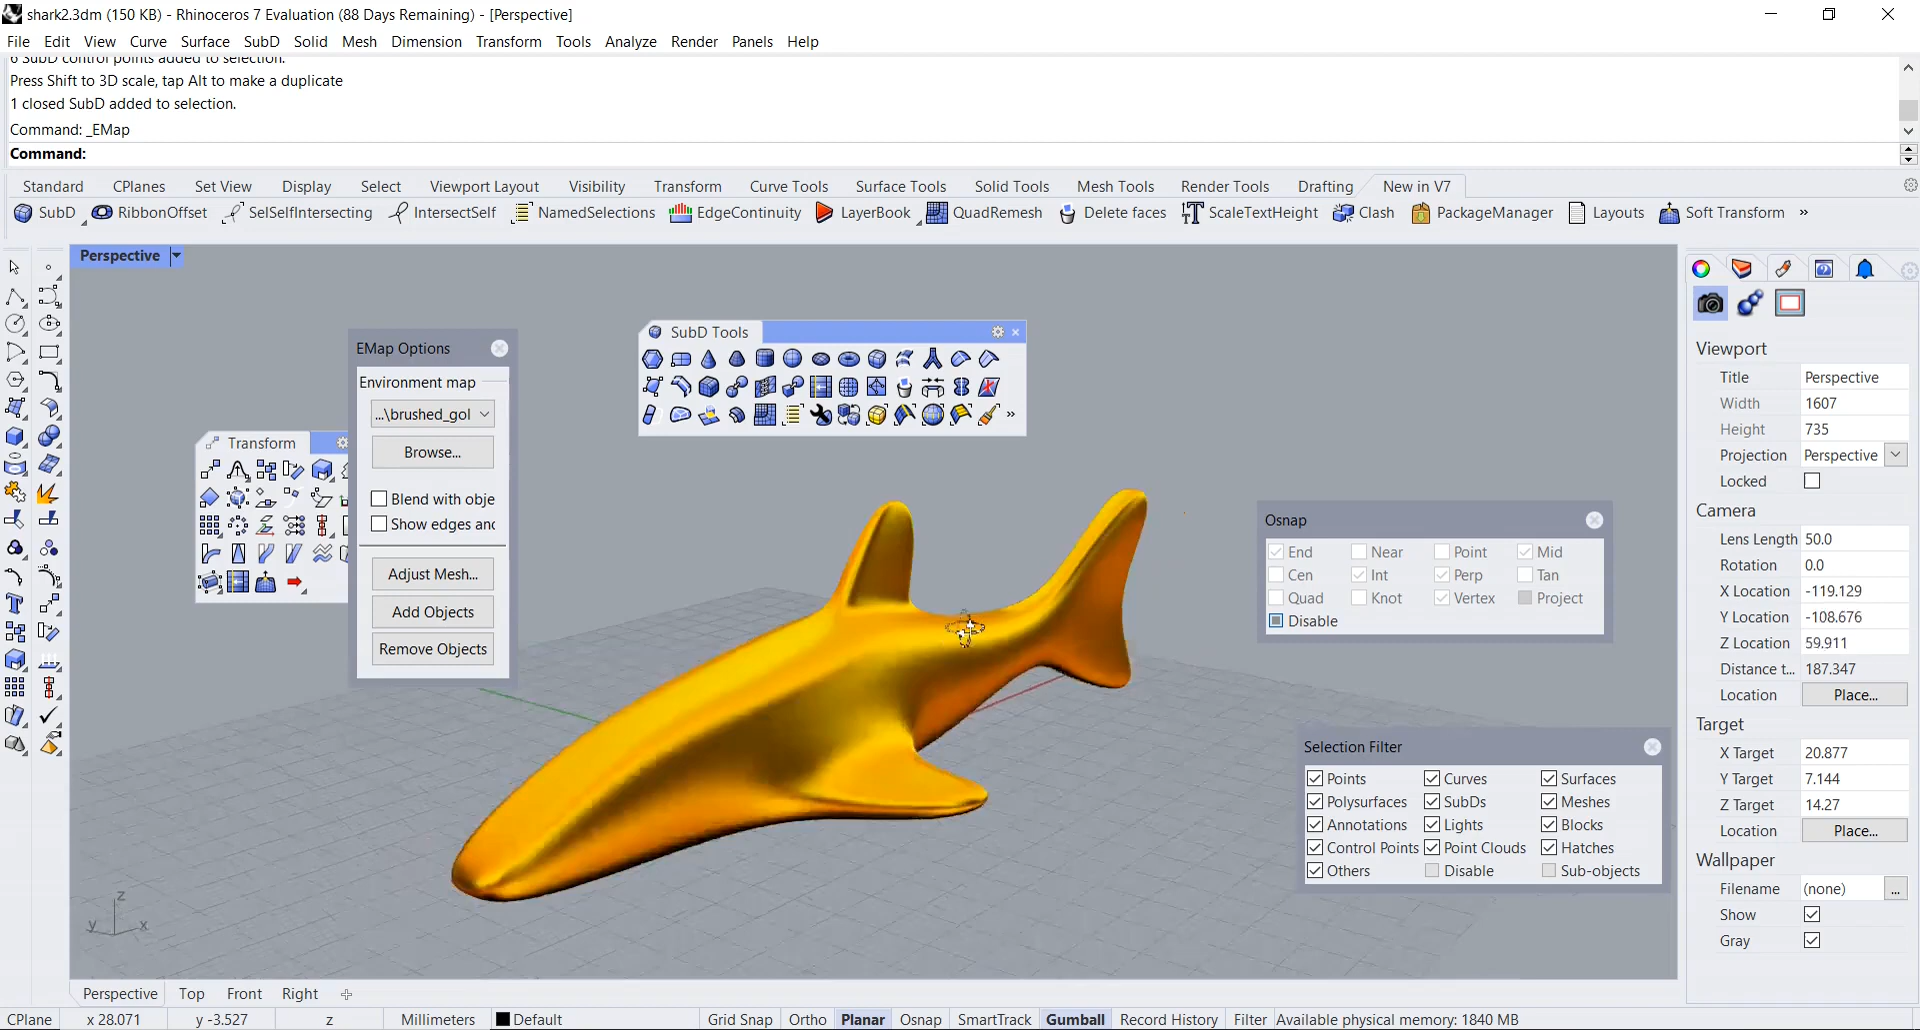 shark2.3dm (150 KB) - Rhinoceros 7 Evaluation (88 Days Remaining) - [Perspective]
File Edit View Curve Surface SubD Solid Mesh Dimension Transform Tools Analyze Render Panels Help
6 SubD control points added to selection.
Press Shift to 3D scale, tap Alt to make a duplicate
1 closed SubD added to selection.
Command: _EMap
Command:
Standard CPlanes Set View Display Select Viewport Layout Visibility Transform Curve Tools Surface Tools Solid Tools Mesh Tools Render Tools Drafting New in V7
SubD RibbonOffset SelSelfIntersecting IntersectSelf NamedSelections EdgeContinuity LayerBook QuadRemesh Delete faces ScaleTextHeight Clash PackageManager Layouts Soft Transform »
Perspective
EMap Options
Environment map
...\brushed_gol
Browse...
Blend with obje
Show edges and
Adjust Mesh...
Add Objects
Remove Objects
Transform
SubD Tools
»
Osnap
End Near Point Mid
Cen Int Perp Tan
Quad Knot Vertex Project
Disable
Selection Filter
Points Curves Surfaces
Polysurfaces SubDs Meshes
Annotations Lights Blocks
Control Points Point Clouds Hatches
Others Disable Sub-objects
z
y x
Viewport
Title Perspective
Width 1607
Height 735
Projection Perspective
Locked
Camera
Lens Length 50.0
Rotation 0.0
X Location -119.129
Y Location -108.676
Z Location 59.911
Distance t... 187.347
Location Place...
Target
X Target 20.877
Y Target 7.144
Z Target 14.27
Location Place...
Wallpaper
Filename (none) ...
Show
Gray
Perspective Top Front Right
CPlane x 28.071 y -3.527 z Millimeters Default Grid Snap Ortho Planar Osnap SmartTrack Gumball Record History Filter Available physical memory: 1840 MB